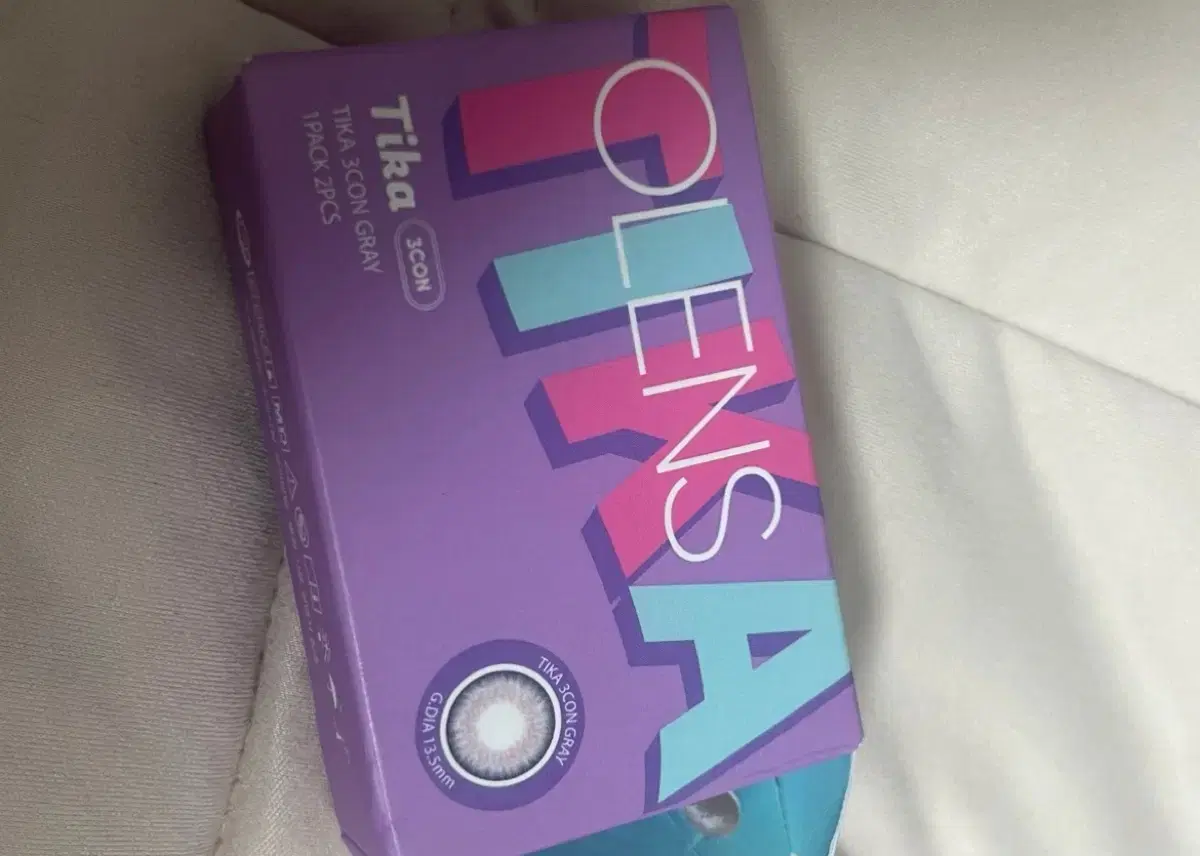 TIKA
OLENS
Tika 3CON
TIKA 3CON GRAY
1PACK 2PCS
TIKA 3CON GRAY
G.DIA 13.5mm